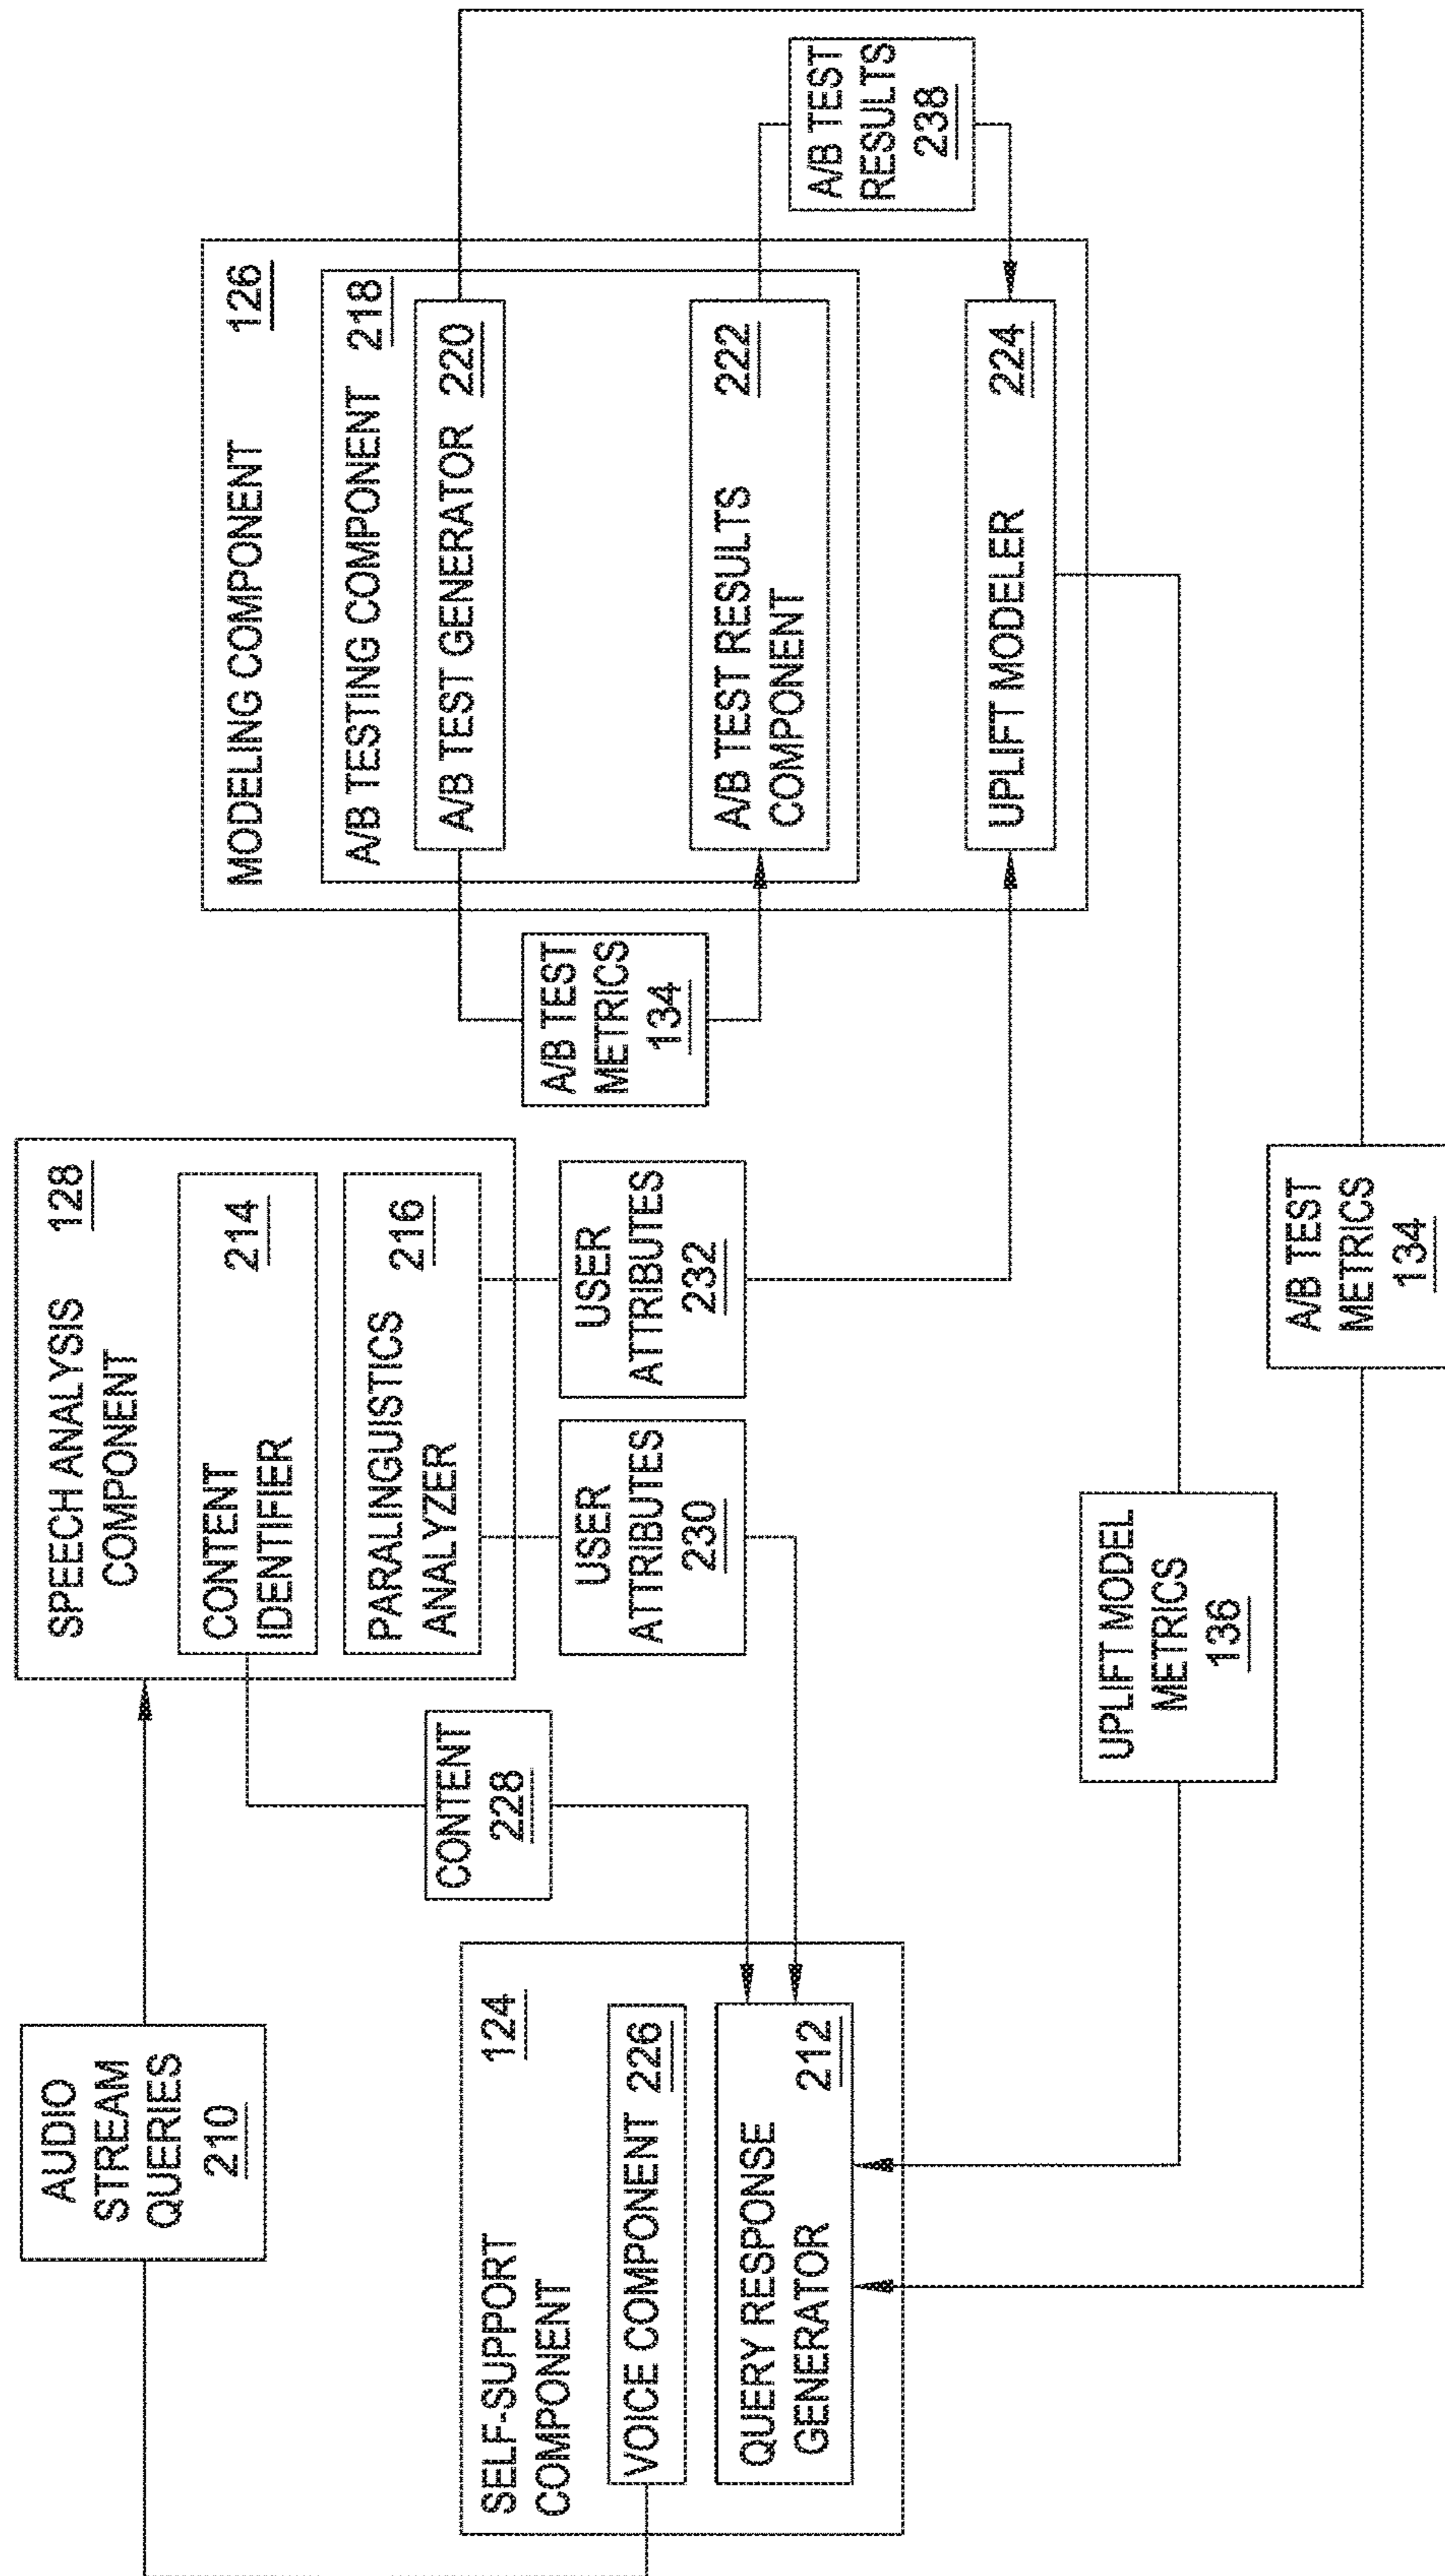 AUDIO
STREAM
QUERIES
210
SELF-SUPPORT
COMPONENT
124
VOICE COMPONENT 226
QUERY RESPONSE
GENERATOR
212
CONTENT
228
SPEECH ANALYSIS
COMPONENT
128
CONTENT
IDENTIFIER
214
PARALINGUISTICS
ANALYZER
216
USER
ATTRIBUTES
230
USER
ATTRIBUTES
232
UPLIFT MODEL
METRICS
136
A/B TEST
METRICS
134
A/B TEST
METRICS
134
MODELING COMPONENT
126
A/B TESTING COMPONENT 218
A/B TEST GENERATOR 220
A/B TEST RESULTS
COMPONENT
222
UPLIFT MODELER
224
A/B TEST
RESULTS
238